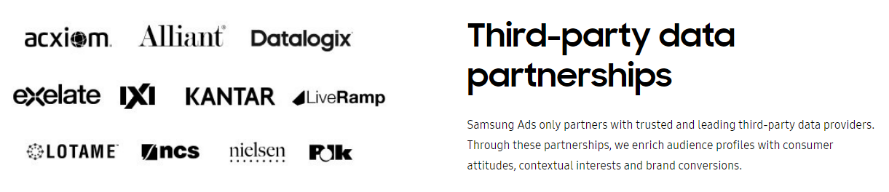 acxiom.
Alliant
Datalogix
eXelate
IXI
KANTAR
LiveRamp
LOTAME
ncs
nielsen
Third-party data
partnerships
Samsung Ads only partners with trusted and leading third-party data providers.
Through these partnerships, we enrich audience profiles with consumer
attitudes, contextual interests and brand conversions.